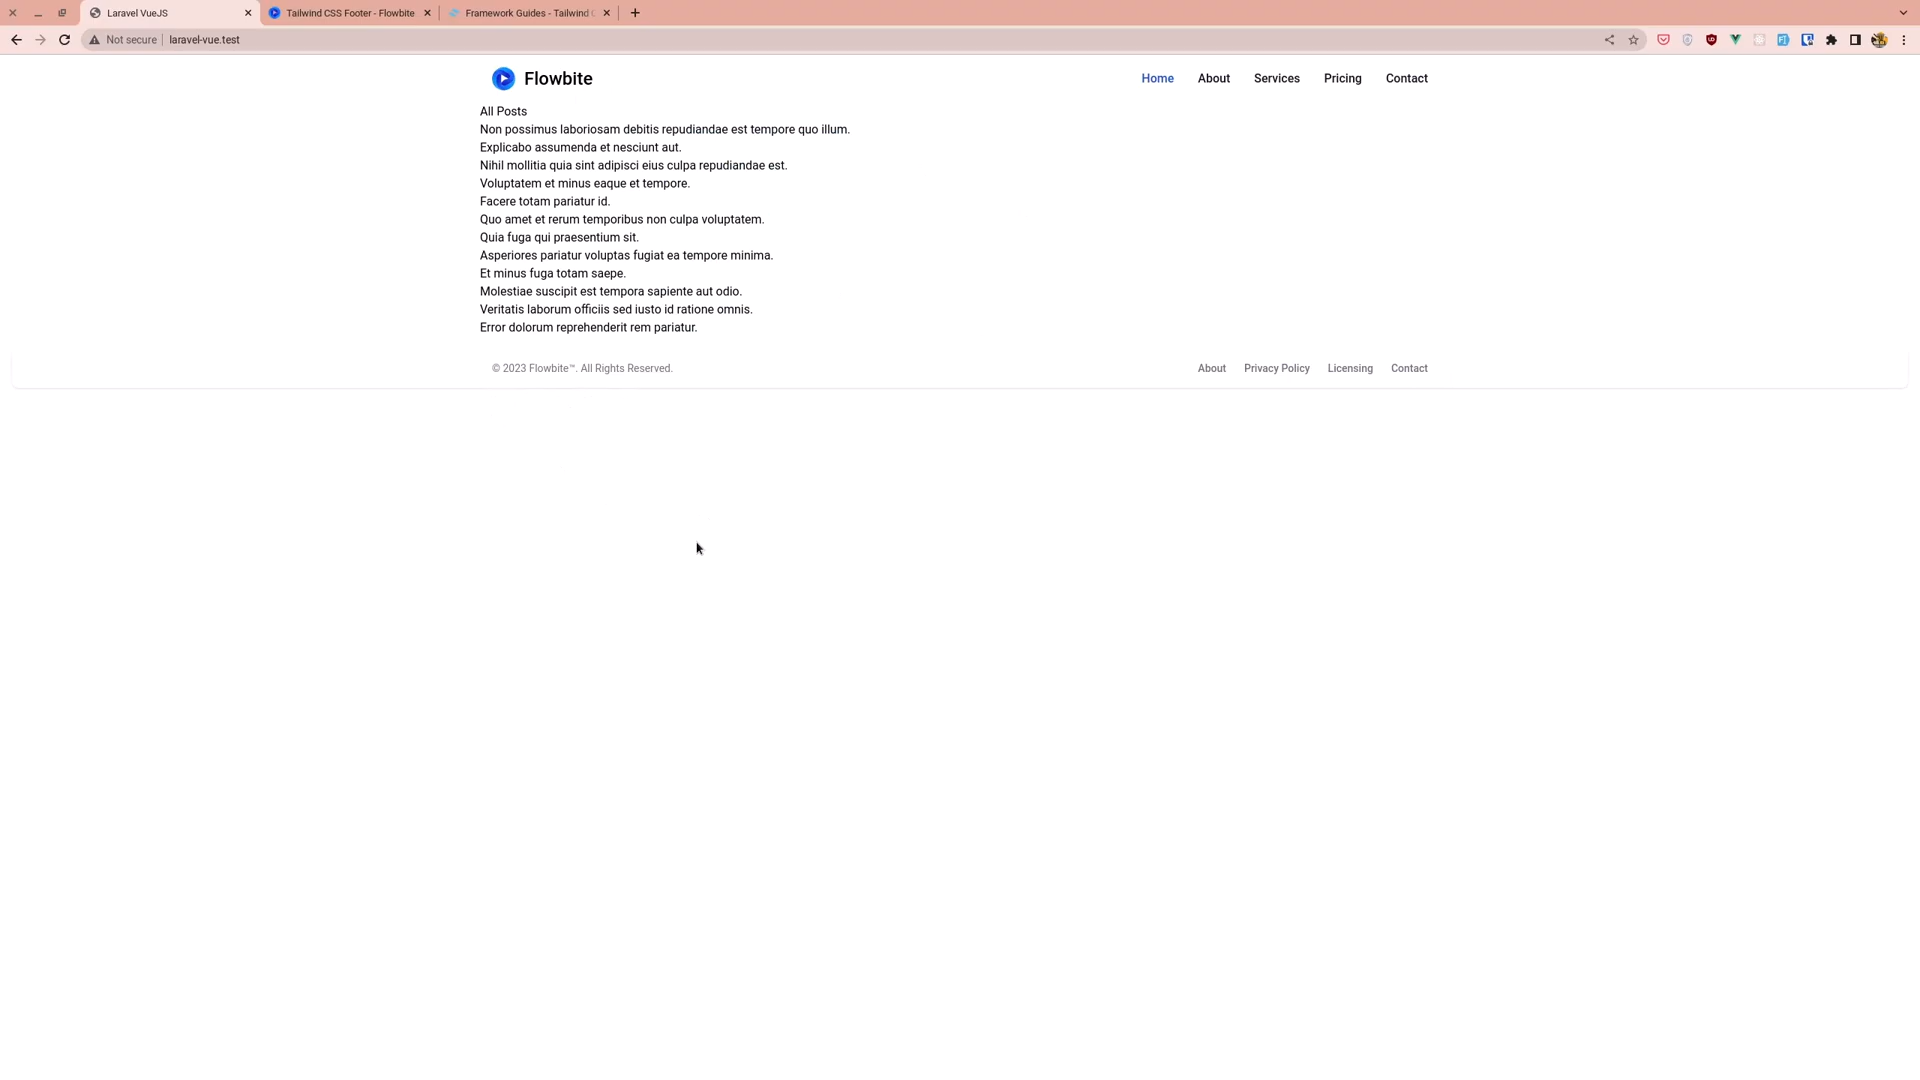 Laravel VueJS
Tailwind CSS Footer - Flowbite
Framework Guides - Tailwind
Not secure
laravel-vue.test
Flowbite
Home About Services Pricing Contact
All Posts
Non possimus laboriosam debitis repudiandae est tempore quo illum.
Explicabo assumenda et nesciunt aut.
Nihil mollitia quia sint adipisci eius culpa repudiandae est.
Voluptatem et minus eaque et tempore.
Facere totam pariatur id.
Quo amet et rerum temporibus non culpa voluptatem.
Quia fuga qui praesentium sit.
Asperiores pariatur voluptas fugiat ea tempore minima.
Et minus fuga totam saepe.
Molestiae suscipit est tempora sapiente aut odio.
Veritatis laborum officiis sed iusto id ratione omnis.
Error dolorum reprehenderit rem pariatur.
© 2023 Flowbite™. All Rights Reserved.
About Privacy Policy Licensing Contact